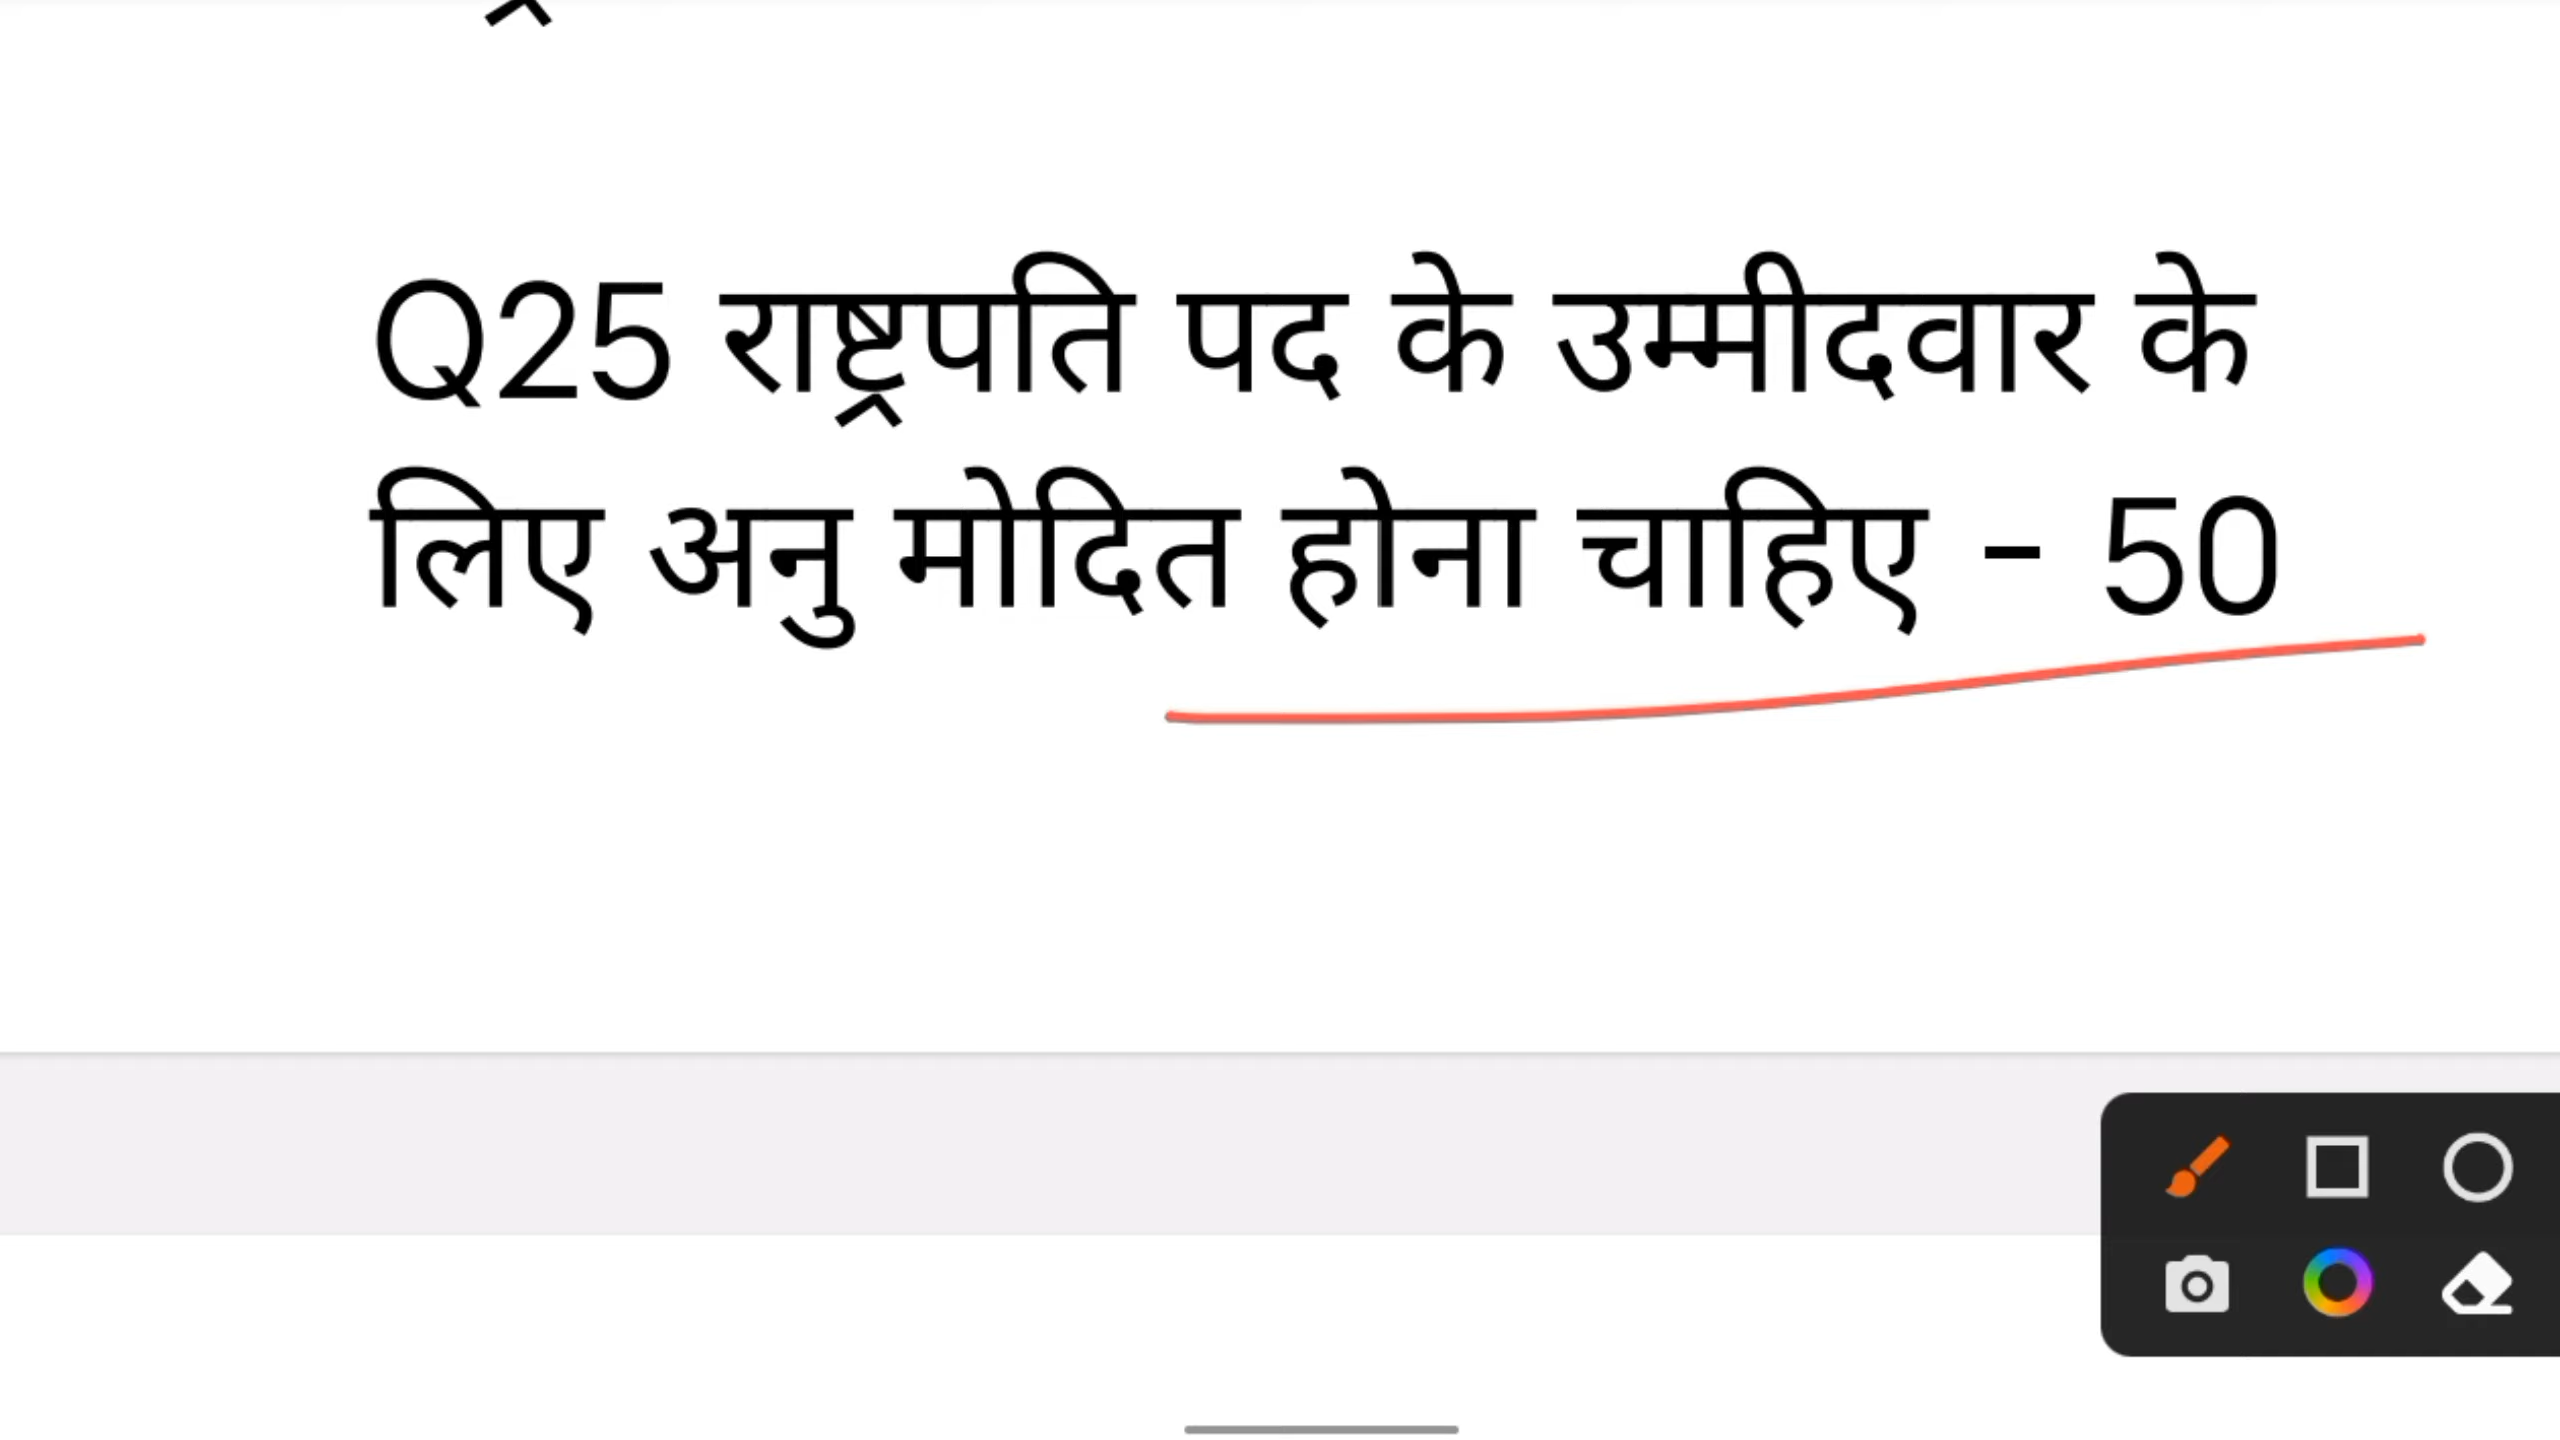 Q25 राष्ट्रपति पद के उम्मीदवार के
लिए अनु मोदित होना चाहिए - 50